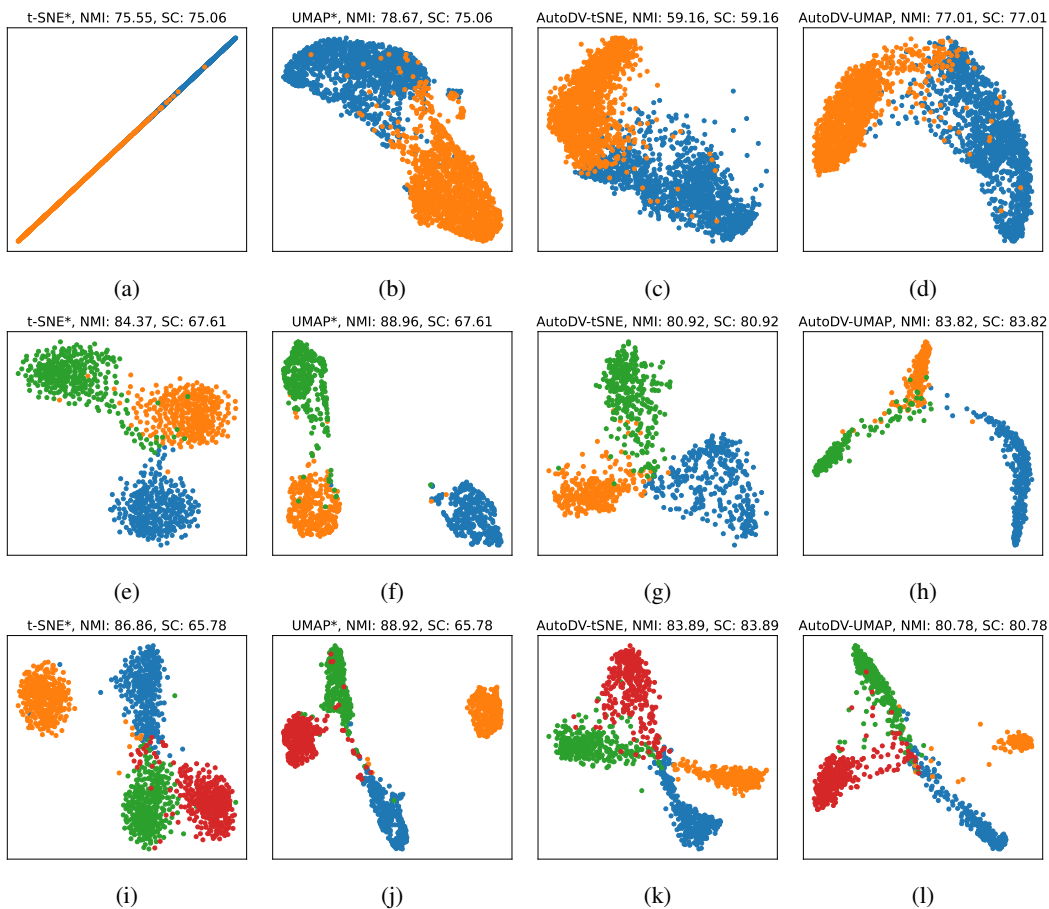 t-SNE*, NMI: 75.55, SC: 75.06
UMAP*, NMI: 78.67, SC: 75.06
AutoDV-tSNE, NMI: 59.16, SC: 59.16
AutoDV-UMAP, NMI: 77.01, SC: 77.01
(a)
(b)
(c)
(d)
t-SNE*, NMI: 84.37, SC: 67.61
UMAP*, NMI: 88.96, SC: 67.61
AutoDV-tSNE, NMI: 80.92, SC: 80.92
AutoDV-UMAP, NMI: 83.82, SC: 83.82
(e)
(f)
(g)
(h)
t-SNE*, NMI: 86.86, SC: 65.78
UMAP*, NMI: 88.92, SC: 65.78
AutoDV-tSNE, NMI: 83.89, SC: 83.89
AutoDV-UMAP, NMI: 80.78, SC: 80.78
(i)
(j)
(k)
(l)